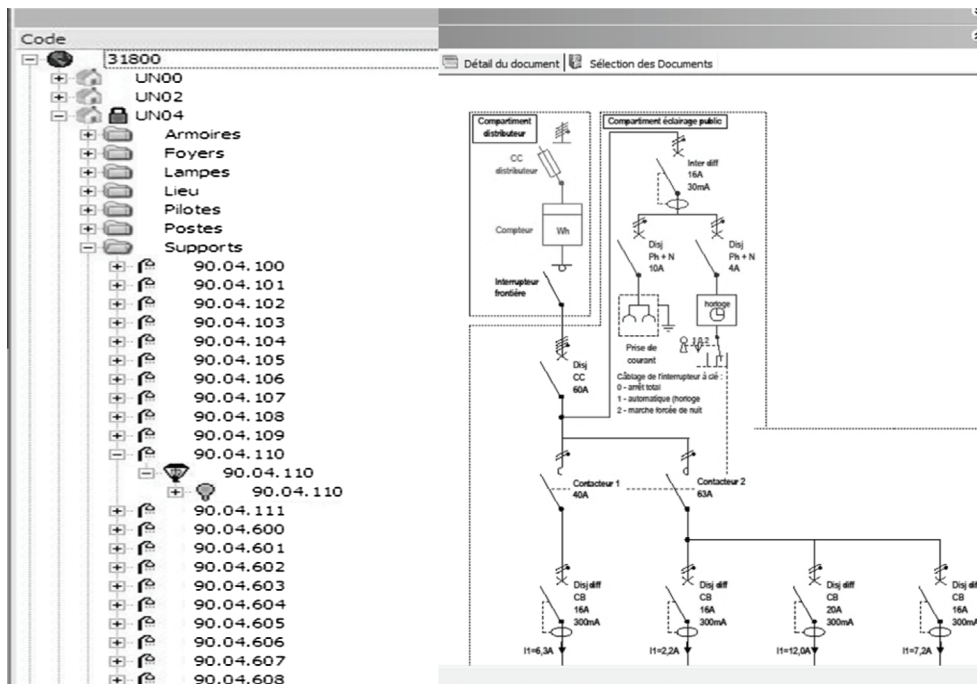 Code
31800
UN00
UN02
UN04
Armoires
Foyers
Lampes
Lieu
Pilotes
Postes
Supports
90.04.100
90.04.101
90.04.102
90.04.103
90.04.104
90.04.105
90.04.106
90.04.107
90.04.108
90.04.109
90.04.110
90.04.110
90.04.110
90.04.111
90.04.600
90.04.601
90.04.602
90.04.603
90.04.604
90.04.605
90.04.606
90.04.607
90.04.608
Détail du document
Sélection des Documents
Compartiment
distributeur
CC
distributeur
Compteur
Wh
Interrupteur
frontière
Disj
CC
60A
Compartiment éclairage public
Inter diff
16A
30mA
Disj
Ph + N
10A
Disj
Ph + N
4A
horloge
Prise de
courant
0 1 2
Câblage de l'interrupteur à clé :
0 - arrêt total
1 - automatique (horloge
2 - marche forcée de nuit
Contacteur 1
40A
Contacteur 2
63A
Disj diff
CB
16A
300mA
Disj diff
CB
16A
300mA
Disj diff
CB
20A
300mA
Disj diff
CB
16A
300mA
I1=6,3A
I1=2,2A
I1=12,0A
I1=7,2A